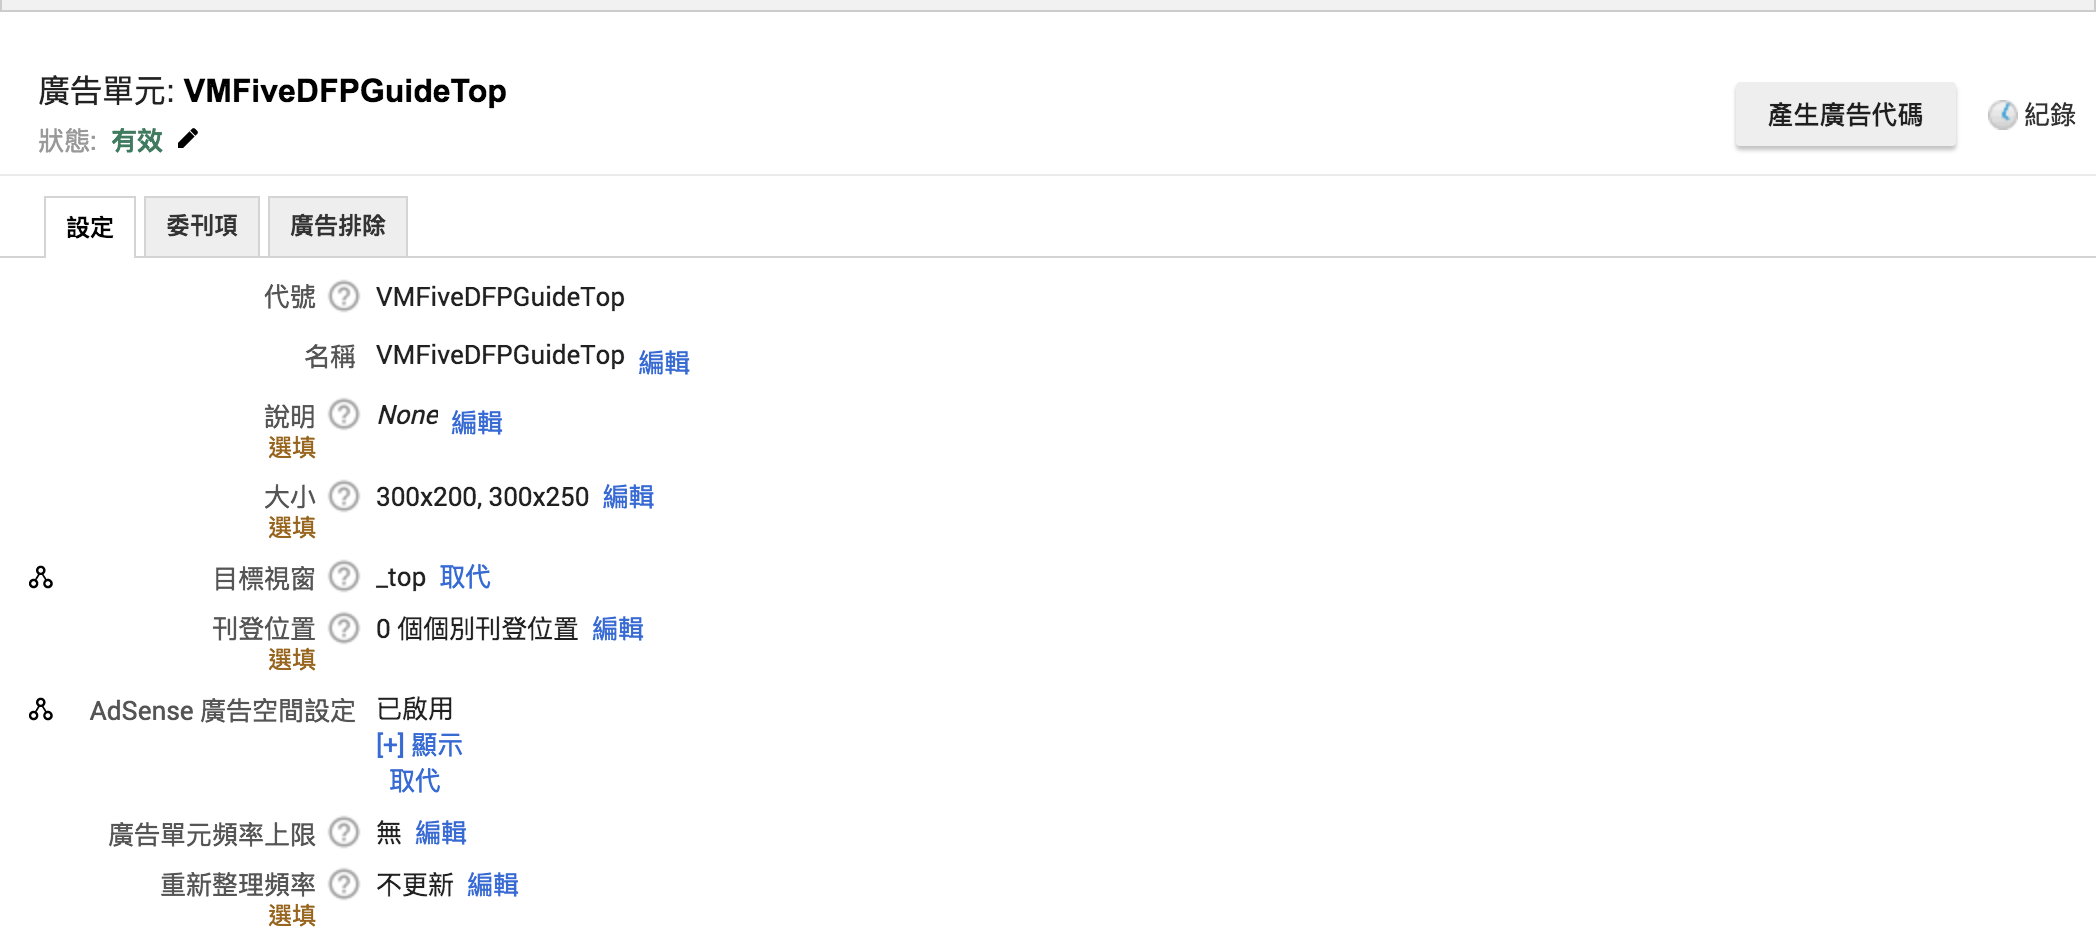 廣告單元: VMFiveDFPGuideTop
狀態: 有效
產生廣告代碼
紀錄
設定 委刊項 廣告排除
代號 ? VMFiveDFPGuideTop
名稱 VMFiveDFPGuideTop 編輯
說明 ? None 編輯
選填
大小 ? 300x200, 300x250 編輯
選填
目標視窗 ? _top 取代
刊登位置 ? 0 個個別刊登位置 編輯
選填
AdSense 廣告空間設定 已啟用
[+] 顯示
取代
廣告單元頻率上限 ? 無 編輯
重新整理頻率 ? 不更新 編輯
選填